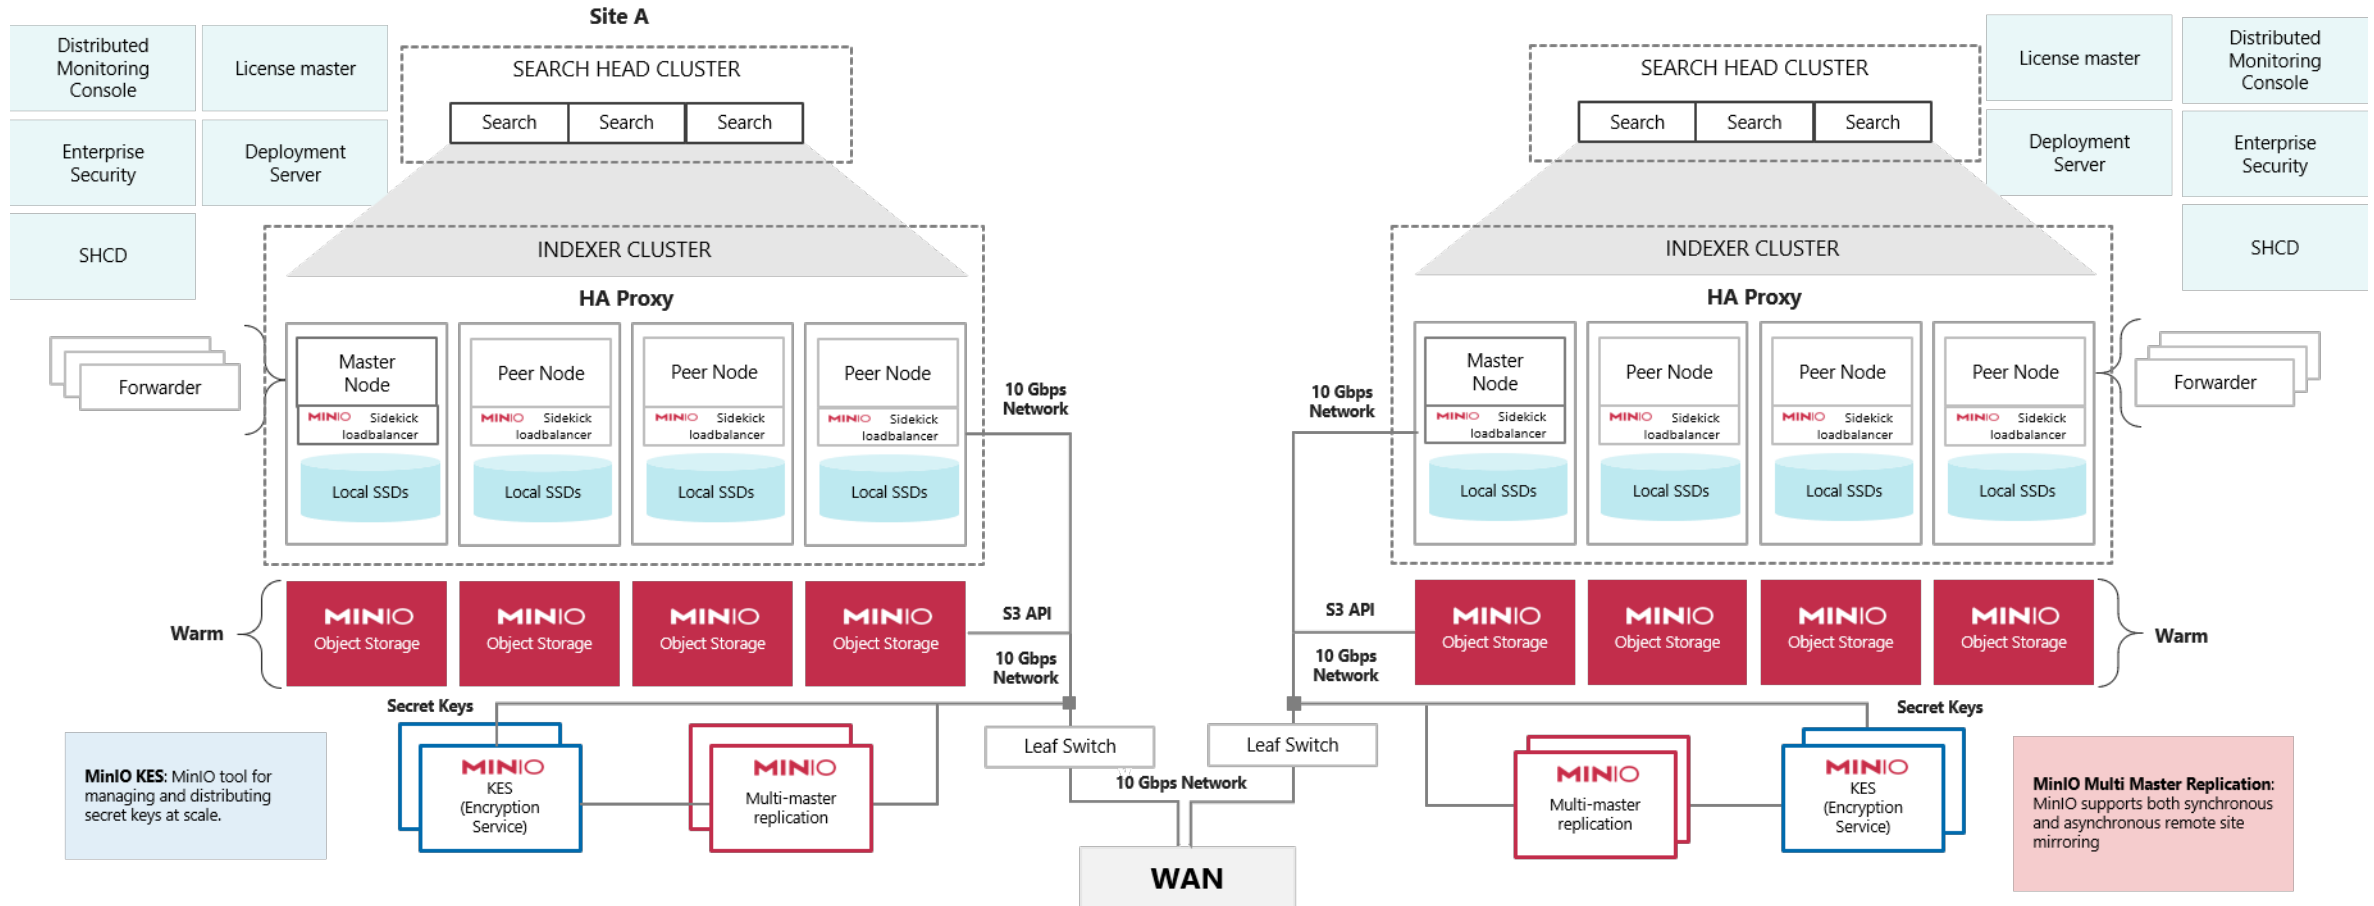 Site A
Distributed
Monitoring
Console
License master
Enterprise
Security
Deployment
Server
SHCD
SEARCH HEAD CLUSTER
Search Search Search
INDEXER CLUSTER
HA Proxy
Forwarder
Master
Node
MINIO Sidekick
loadbalancer
Local SSDs
Peer Node
MINIO Sidekick
loadbalancer
Local SSDs
Peer Node
MINIO Sidekick
loadbalancer
Local SSDs
Peer Node
MINIO Sidekick
loadbalancer
Local SSDs
10 Gbps
Network
Warm
MINIO
Object Storage
MINIO
Object Storage
MINIO
Object Storage
MINIO
Object Storage
S3 API
10 Gbps
Network
Secret Keys
MinIO KES: MinIO tool for
managing and distributing
secret keys at scale.
MINIO
KES
(Encryption
Service)
MINIO
Multi-master
replication
Leaf Switch
10 Gbps Network
WAN
SEARCH HEAD CLUSTER
Search Search Search
License master
Distributed
Monitoring
Console
Deployment
Server
Enterprise
Security
SHCD
INDEXER CLUSTER
HA Proxy
10 Gbps
Network
Master
Node
MINIO Sidekick
loadbalancer
Local SSDs
Peer Node
MINIO Sidekick
loadbalancer
Local SSDs
Peer Node
MINIO Sidekick
loadbalancer
Local SSDs
Peer Node
MINIO Sidekick
loadbalancer
Local SSDs
Forwarder
S3 API
10 Gbps
Network
MINIO
Object Storage
MINIO
Object Storage
MINIO
Object Storage
MINIO
Object Storage
Warm
Secret Keys
Leaf Switch
MINIO
Multi-master
replication
MINIO
KES
(Encryption
Service)
MinIO Multi Master Replication:
MinIO supports both synchronous
and asynchronous remote site
mirroring